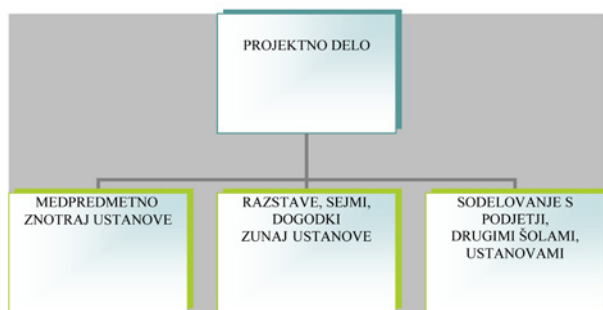 PROJEKTNO DELO
MEDPREDMETNO
ZNOTRAJ USTANOVE
RAZSTAVE, SEJMI,
DOGODKI
ZUNAJ USTANOVE
SODELOVANJE S
PODJETJI,
DRUGIMI ŠOLAMI,
USTANOVAMI